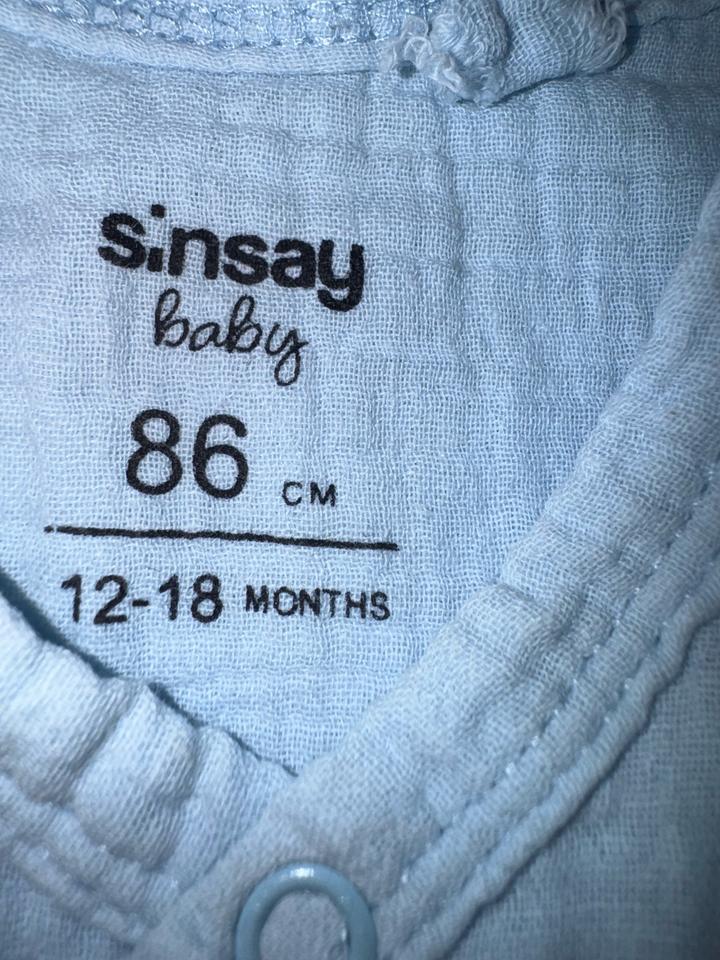 sinsay
baby
86 CM
12-18 MONTHS